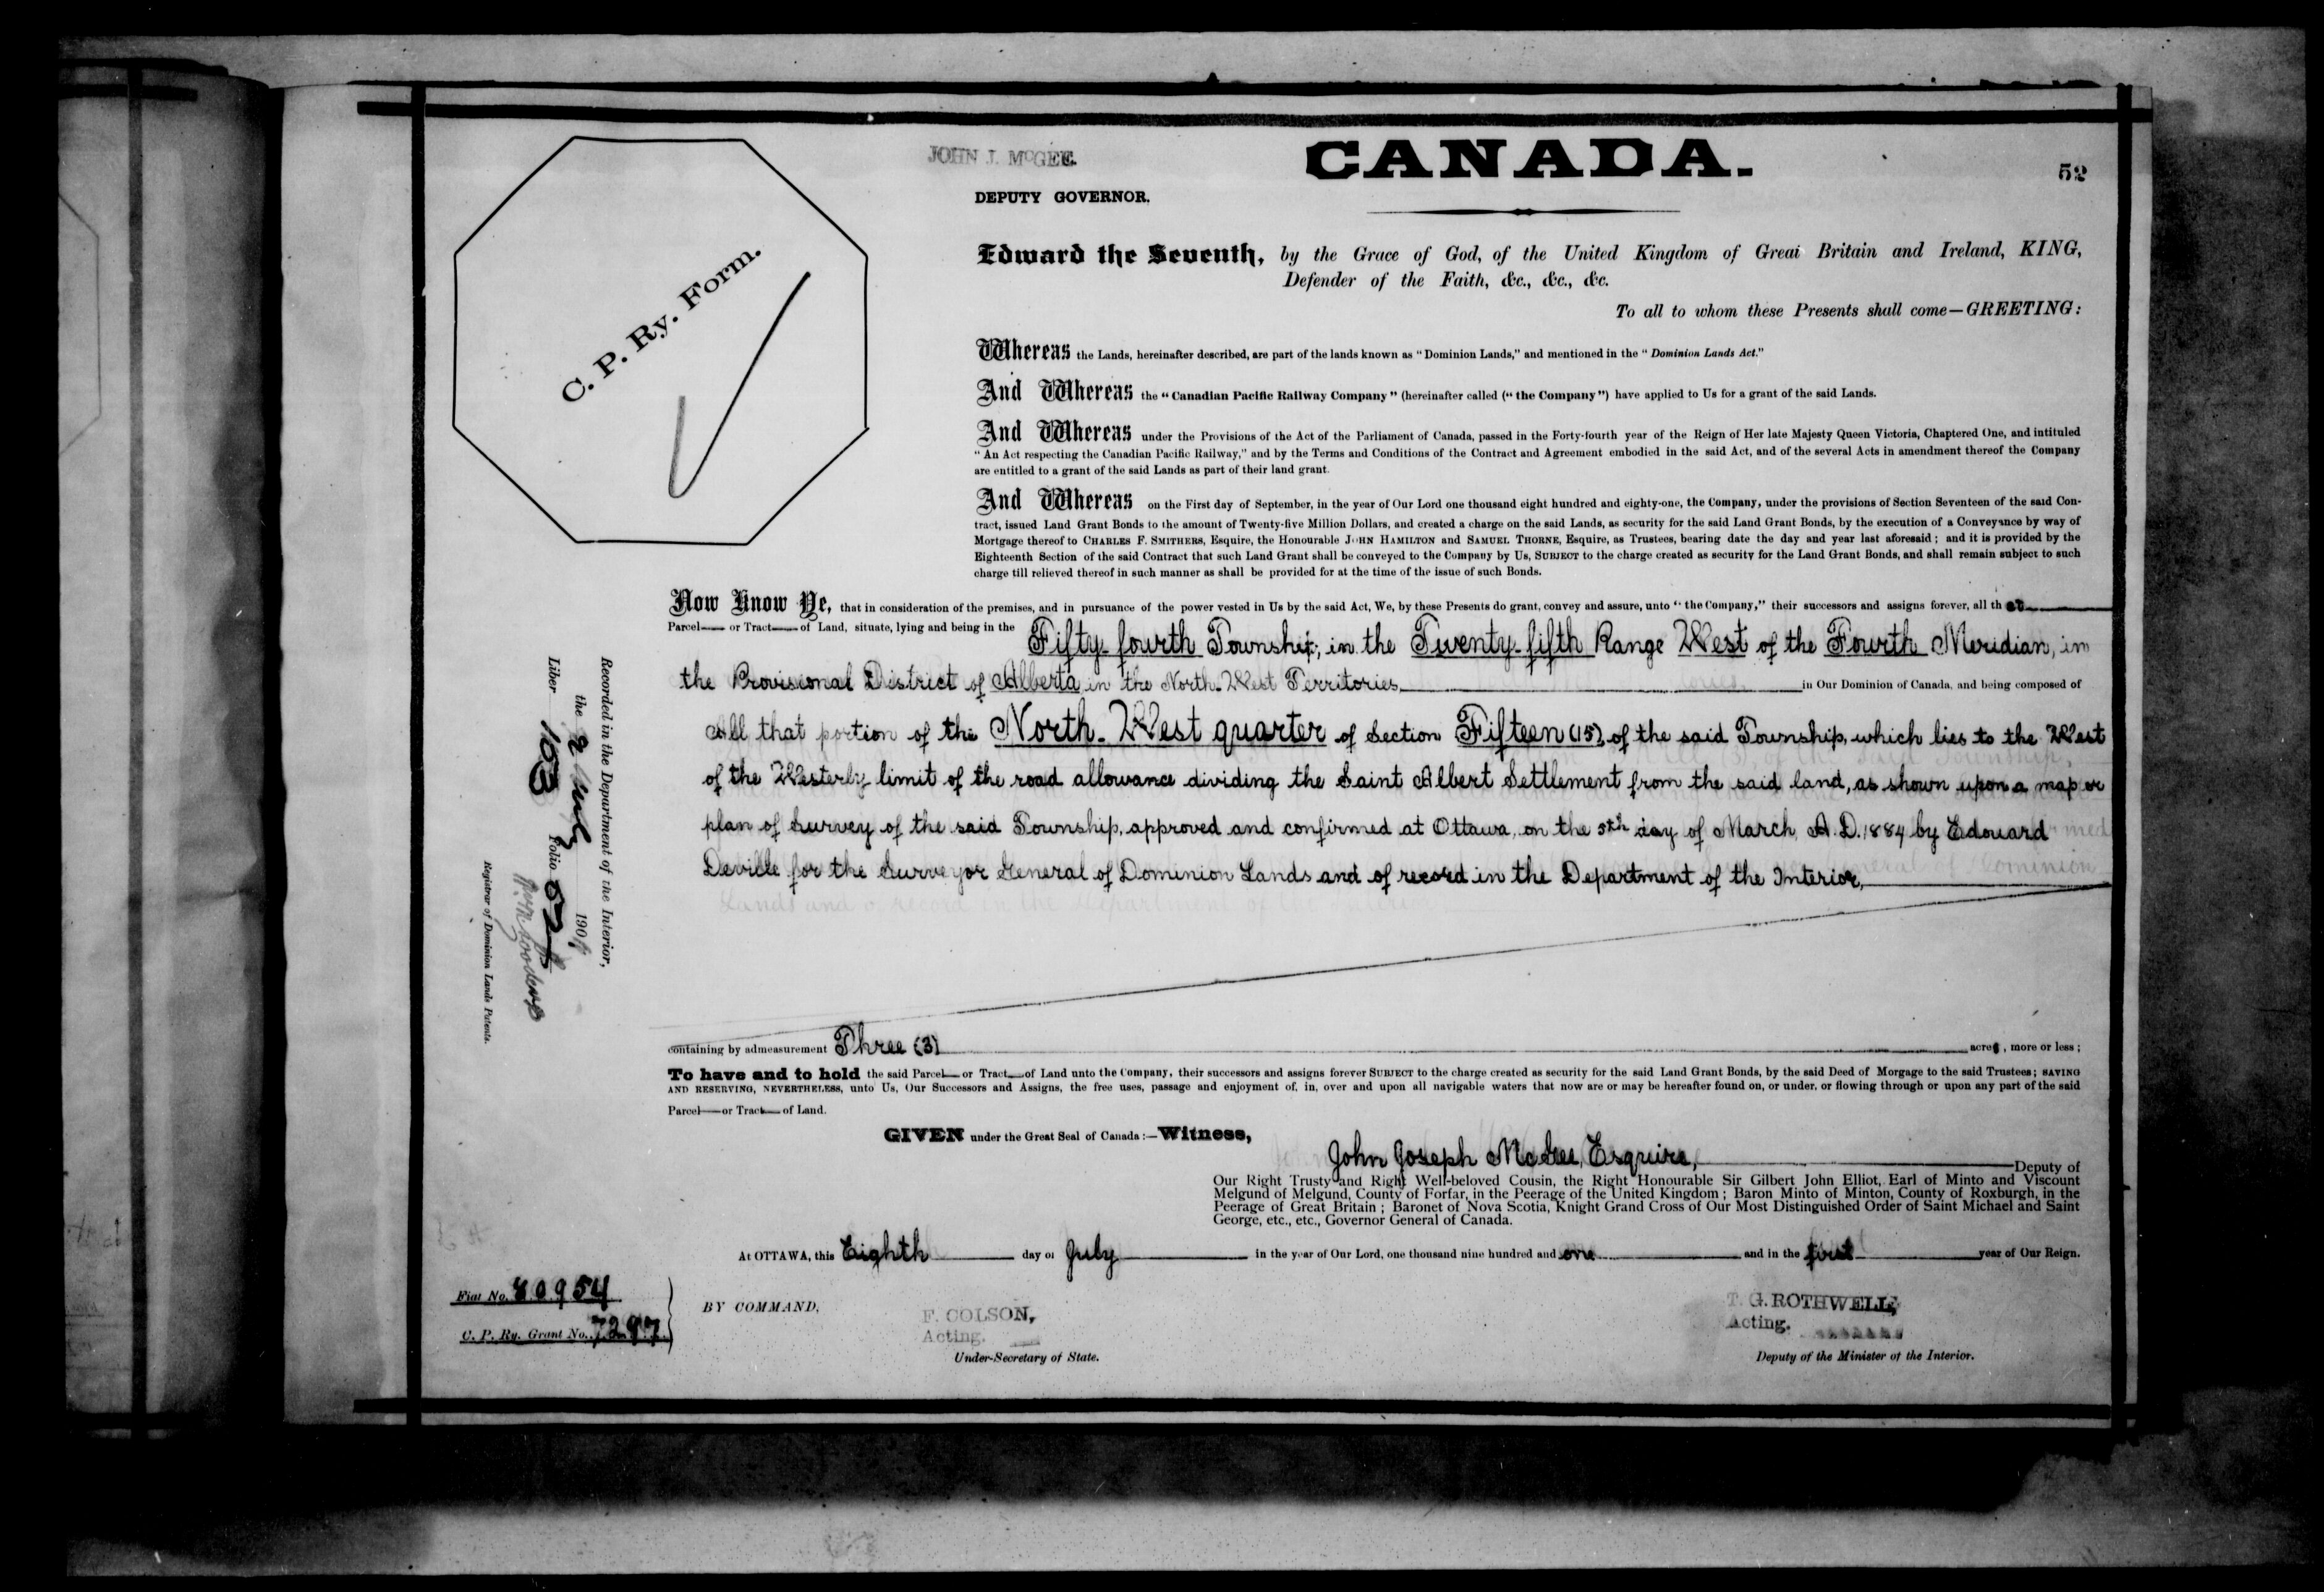 JOHN J. McGEE.
DEPUTY GOVERNOR.
CANADA.
52
C. P. Ry. Form.
Edward the Seventh, by the Grace of God, of the United Kingdom of Great Britain and Ireland, KING,
Defender of the Faith, &c., &c., &c.
To all to whom these Presents shall come—GREETING:
Whereas the Lands, hereinafter described, are part of the lands known as "Dominion Lands," and mentioned in the "Dominion Lands Act."
And Whereas the "Canadian Pacific Railway Company" (hereinafter called ("the Company") have applied to Us for a grant of the said Lands.
And Whereas under the Provisions of the Act of the Parliament of Canada, passed in the Forty-fourth year of the Reign of Her late Majesty Queen Victoria, Chaptered One, and intituled
"An Act respecting the Canadian Pacific Railway," and by the Terms and Conditions of the Contract and Agreement embodied in the said Act, and of the several Acts in amendment thereof the Company
are entitled to a grant of the said Lands as part of their land grant.
And Whereas on the First day of September, in the year of Our Lord one thousand eight hundred and eighty-one, the Company, under the provisions of Section Seventeen of the said Con-
tract, issued Land Grant Bonds to the amount of Twenty-five Million Dollars, and created a charge on the said Lands, as security for the said Land Grant Bonds, by the execution of a Conveyance by way of
Mortgage thereof to CHARLES F. SMITHERS, Esquire, the Honourable JOHN HAMILTON and SAMUEL THORNE, Esquire, as Trustees, bearing date the day and year last aforesaid; and it is provided by the
Eighteenth Section of the said Contract that such Land Grant shall be conveyed to the Company by Us, SUBJECT to the charge created as security for the Land Grant Bonds, and shall remain subject to such
charge till relieved thereof in such manner as shall be provided for at the time of the issue of such Bonds.
Now Know Ye, that in consideration of the premises, and in pursuance of the power vested in Us by the said Act, We, by these Presents do grant, convey and assure, unto "the Company," their successors and assigns forever, all that
Parcel or Tract of Land, situate, lying and being in the Fifty-fourth Township, in the Twenty-fifth Range West of the Fourth Meridian, in
the Provisional District of Alberta in the North-West Territories in Our Dominion of Canada, and being composed of
All that portion of the North-West quarter of Section Fifteen (15), of the said Township, which lies to the West
of the Westerly limit of the road allowance dividing the Saint Albert Settlement from the said land, as shown upon a map or
plan of Survey of the said Township, approved and confirmed at Ottawa, on the 5th day of March, A.D. 1884 by Edouard
Deville for the Surveyor General of Dominion Lands and of record in the Department of the Interior,
containing by admeasurement Three (3) acres, more or less;
To have and to hold the said Parcel or Tract of Land unto the Company, their successors and assigns forever SUBJECT to the charge created as security for the said Land Grant Bonds, by the said Deed of Morgage to the said Trustees; SAVING
AND RESERVING, NEVERTHELESS, unto Us, Our Successors and Assigns, the free uses, passage and enjoyment of, in, over and upon all navigable waters that now are or may be hereafter found on, or under, or flowing through or upon any part of the said
Parcel or Tract of Land.
GIVEN under the Great Seal of Canada:—Witness,
John Joseph McGee, Esquire, Deputy of
Our Right Trusty and Right Well-beloved Cousin, the Right Honourable Sir Gilbert John Elliot, Earl of Minto and Viscount
Melgund of Melgund, County of Forfar, in the Peerage of the United Kingdom; Baron Minto of Minton, County of Roxburgh, in the
Peerage of Great Britain; Baronet of Nova Scotia, Knight Grand Cross of Our Most Distinguished Order of Saint Michael and Saint
George, etc., etc., Governor General of Canada.
At OTTAWA, this Eighth day of July in the year of Our Lord, one thousand nine hundred and one and in the first year of Our Reign.
Fiat No. 80954
C. P. Ry. Grant No. 7297
BY COMMAND,
F. COLSON,
Acting.
Under-Secretary of State.
T. G. ROTHWELL,
Acting.
Deputy of the Minister of the Interior.
Recorded in the Department of the Interior,
the 9 July 1901
Liber 103 Folio 52
Registrar of Dominion Lands Patents.